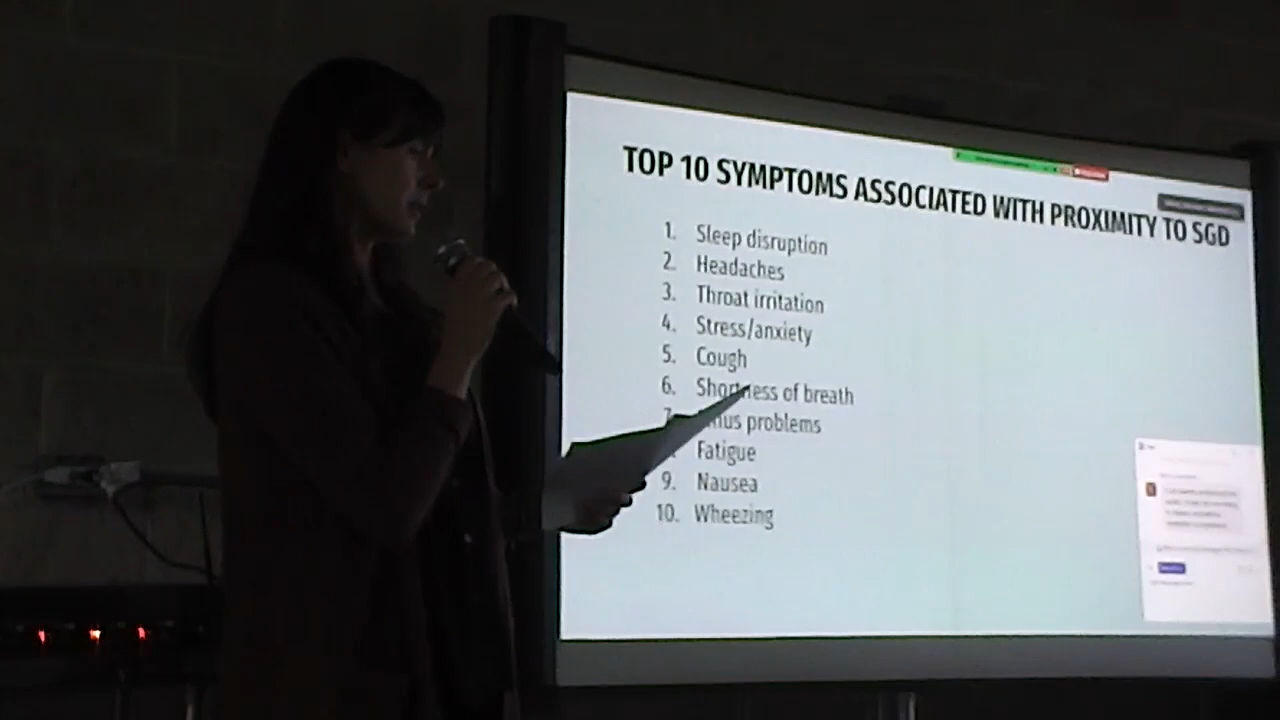 TOP 10 SYMPTOMS ASSOCIATED WITH PROXIMITY TO SGD
1. Sleep disruption
2. Headaches
3. Throat irritation
4. Stress/anxiety
5. Cough
6. Shortness of breath
7. problems
Fatigue
9. Nausea
10. Wheezing